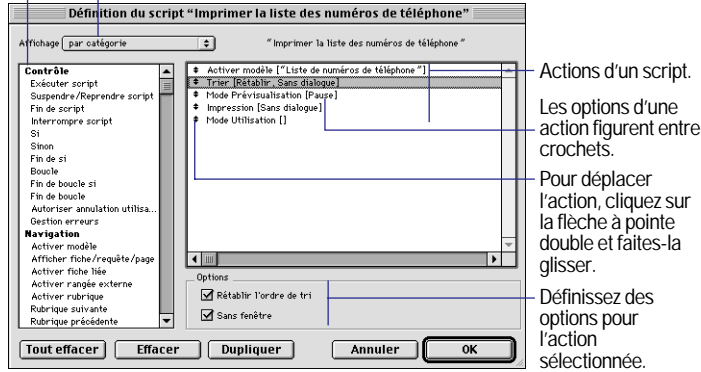 Définition du script “Imprimer la liste des numéros de téléphone”
Affichage par catégorie
“Imprimer la liste des numéros de téléphone”
Contrôle
Exécuter script
Suspendre/Reprendre script
Fin de script
Interrompre script
Si
Sinon
Fin de si
Boucle
Fin de boucle si
Fin de boucle
Autoriser annulation utilisa...
Gestion erreurs
Navigation
Activer modèle
Afficher fiche/requête/page
Activer fiche liée
Activer rangée externe
Activer rubrique
Rubrique suivante
Rubrique précédente
Activer modèle ["Liste de numéros de téléphone"]
Trier [Rétablir, Sans dialogue]
Mode Prévisualisation [Pause]
Impression [Sans dialogue]
Mode Utilisation []
Options
Rétablir l'ordre de tri
Sans fenêtre
Tout effacer
Effacer
Dupliquer
Annuler
OK
Actions d’un script.
Les options d’une
action figurent entre
crochets.
Pour déplacer
l’action, cliquez sur
la flèche à pointe
double et faites-la
glisser.
Définissez des
options pour
l’action
sélectionnée.